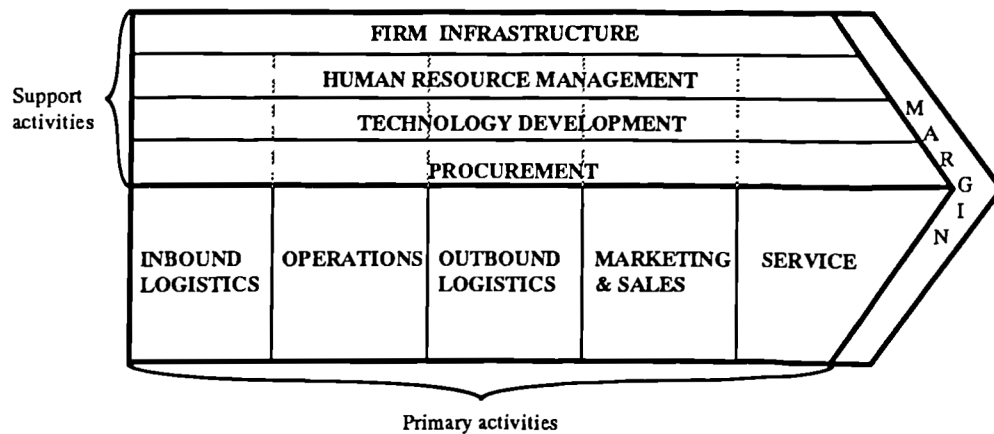 FIRM INFRASTRUCTURE
Support
activities
HUMAN RESOURCE MANAGEMENT
TECHNOLOGY DEVELOPMENT
PROCUREMENT
MARGIN
INBOUND
LOGISTICS
OPERATIONS
OUTBOUND
LOGISTICS
MARKETING
& SALES
SERVICE
Primary activities